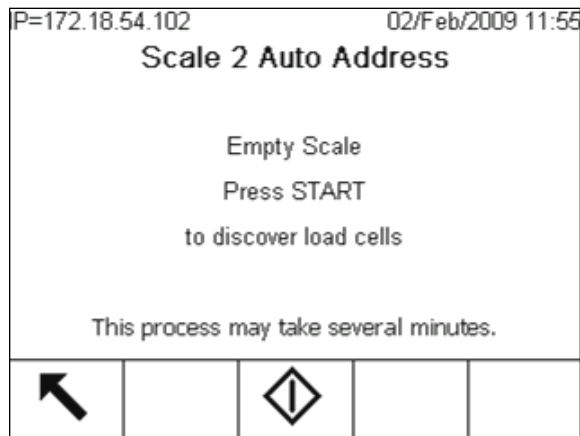 IP=172.18.54.102 02/Feb/2009 11:55
Scale 2 Auto Address
Empty Scale
Press START
to discover load cells
This process may take several minutes.